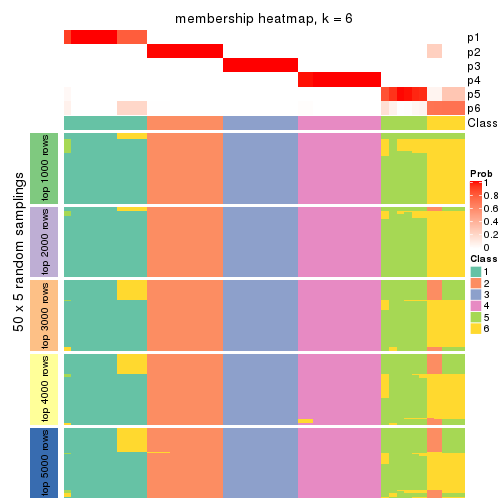 membership heatmap, k = 6
p1
p2
p3
p4
p5
p6
Class
Prob
1
0.8
0.6
0.4
0.2
0
Class
1
2
3
4
5
6
50 x 5 random samplings
top 1000 rows
top 2000 rows
top 3000 rows
top 4000 rows
top 5000 rows